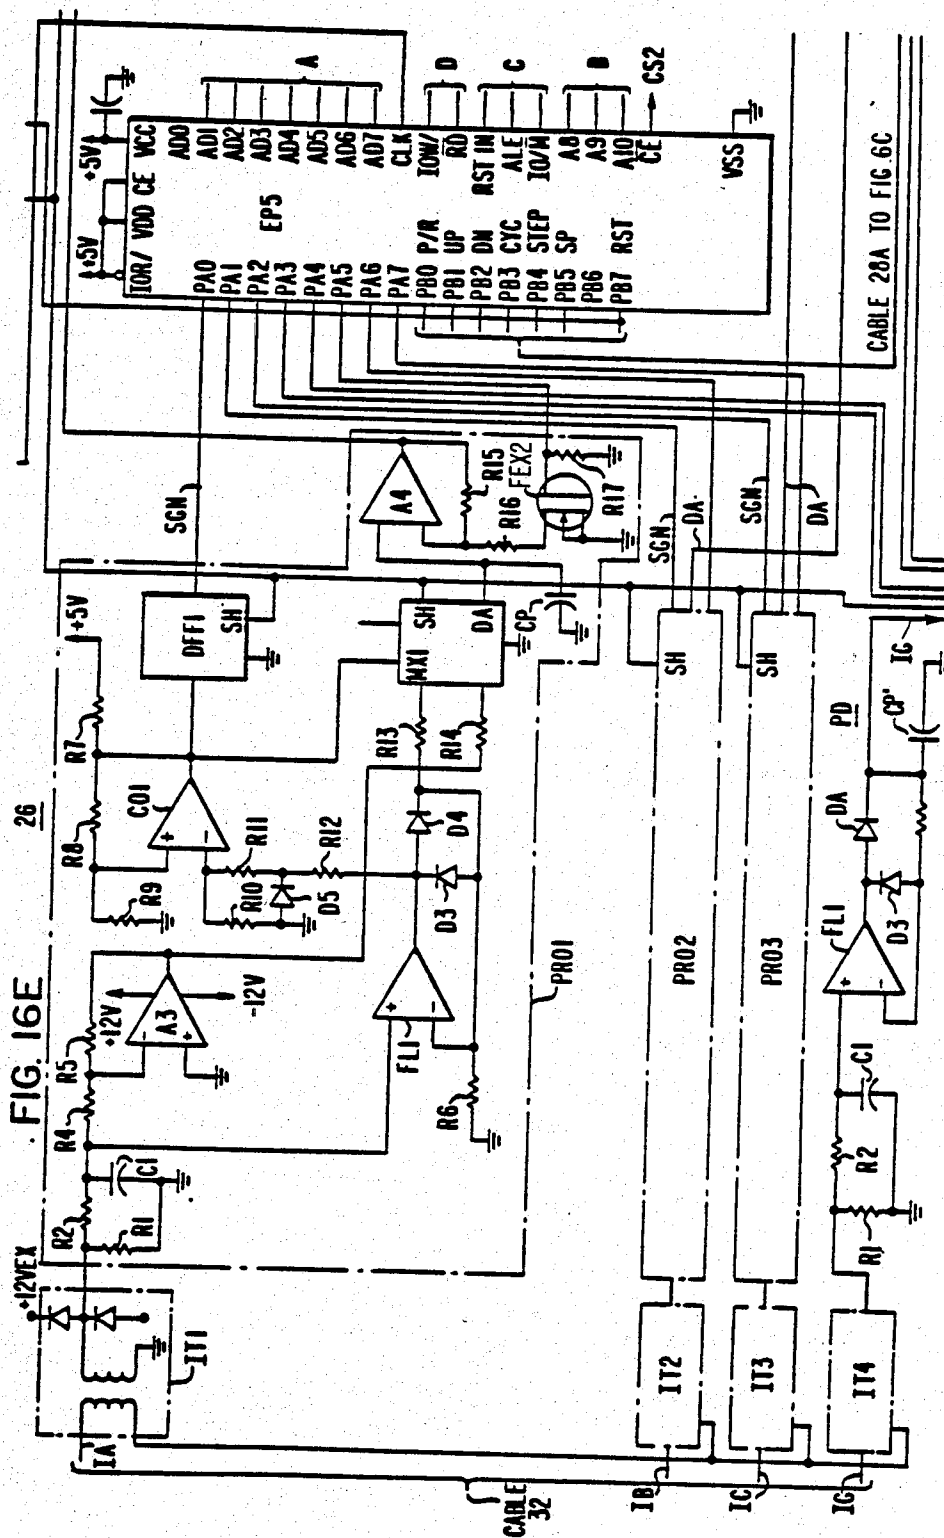 FIG. 16E
26
+12VEX
IA
IT1
CABLE
32
R2
R1
C1
R4
R5
+12V
A3
-12V
R9
R8
R7
+5V
C01
R10
R11
D5
R12
FL1
R6
D3
D4
R13
R14
DFF1
SH
SGN
MX1
SH
DA
CP
A4
R15
R16
FEX2
R17
PRO1
+5V
+5V
IOR/
VDD
CE
VCC
EP5
PA0
PA1
PA2
PA3
PA4
PA5
PA6
PA7
PB0 P/R
PB1 UP
PB2 DN
PB3 CYC
PB4 STEP
PB5 SP
PB6
PB7 RST
AD0
AD1
AD2
AD3
AD4
AD5
AD6
AD7
CLK
IOW/
RD
RST IN
ALE
IO/M
A8
A9
A10
CE
VSS
A
D
C
B
CS2
IB
IT2
PRO2
SH
SGN
DA
IC
IT3
PRO3
SH
SGN
DA
CABLE 28A TO FIG 6C
IG
IT4
R1
R2
C1
FL1
D3
DA
PD
CP'
IG